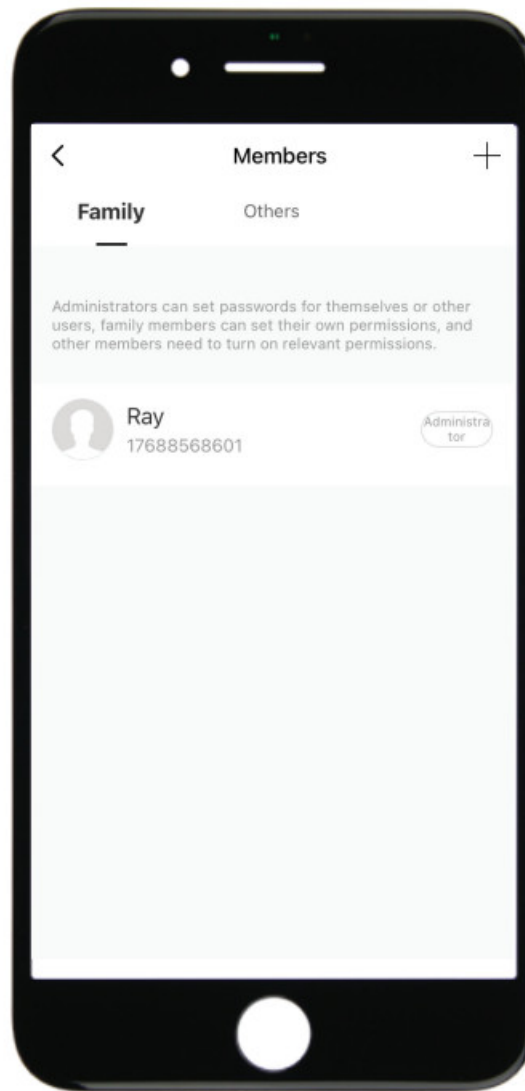 Members
Family
Others
Administrators can set passwords for themselves or other
users, family members can set their own permissions, and
other members need to turn on relevant permissions.
Ray
17688568601
Administra
tor